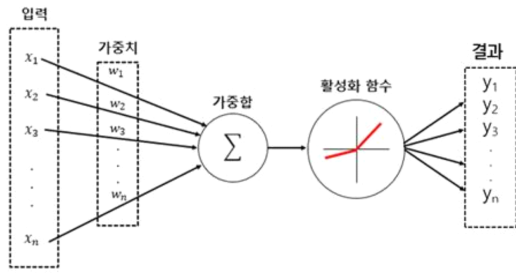 입력
x₁
x₂
x₃
.
.
.
xₙ
가중치
w₁
w₂
w₃
.
.
.
wₙ
가중합
Σ
활성화 함수
결과
y₁
y₂
y₃
.
.
.
yₙ